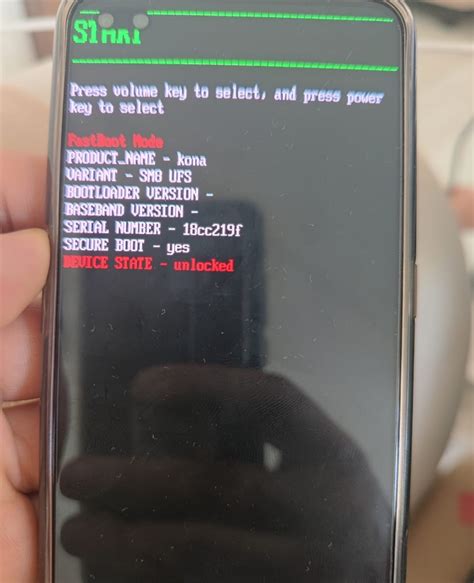 START
Press volume key to select, and press power
key to select
FastBoot Mode
PRODUCT_NAME - kona
VARIANT - SM8 UFS
BOOTLOADER VERSION -
BASEBAND VERSION -
SERIAL NUMBER - 18cc219f
SECURE BOOT - yes
DEVICE STATE - unlocked